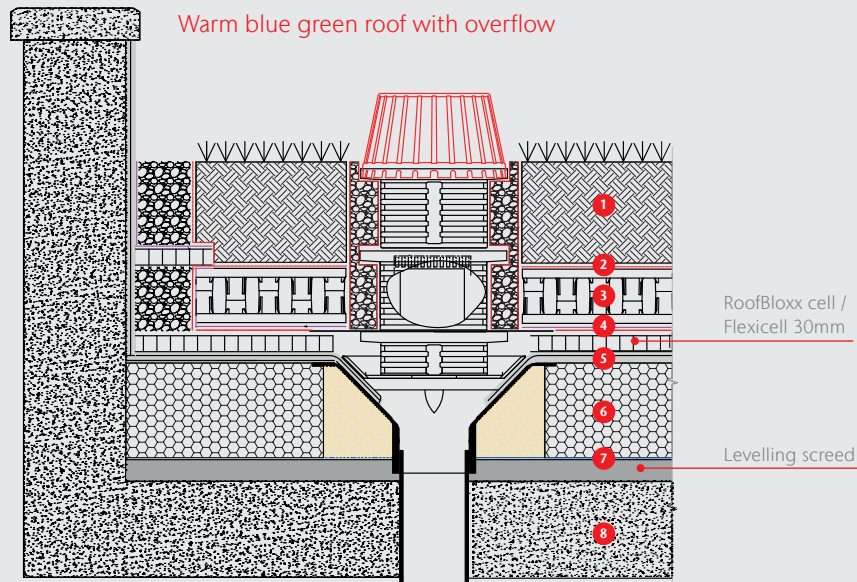 Warm blue green roof with overflow
1
2
3
RoofBloxx cell /
Flexicell 30mm
4
5
6
7
Levelling screed
8